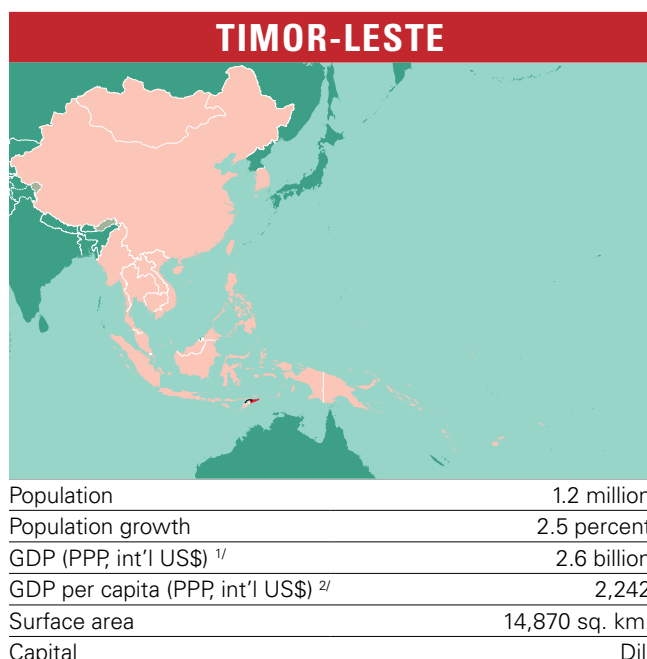 TIMOR-LESTE
Population 1.2 million
Population growth 2.5 percent
GDP (PPP, int'l US$) 1/ 2.6 billion
GDP per capita (PPP, int'l US$) 2/ 2,242
Surface area 14,870 sq. km
Capital Dili